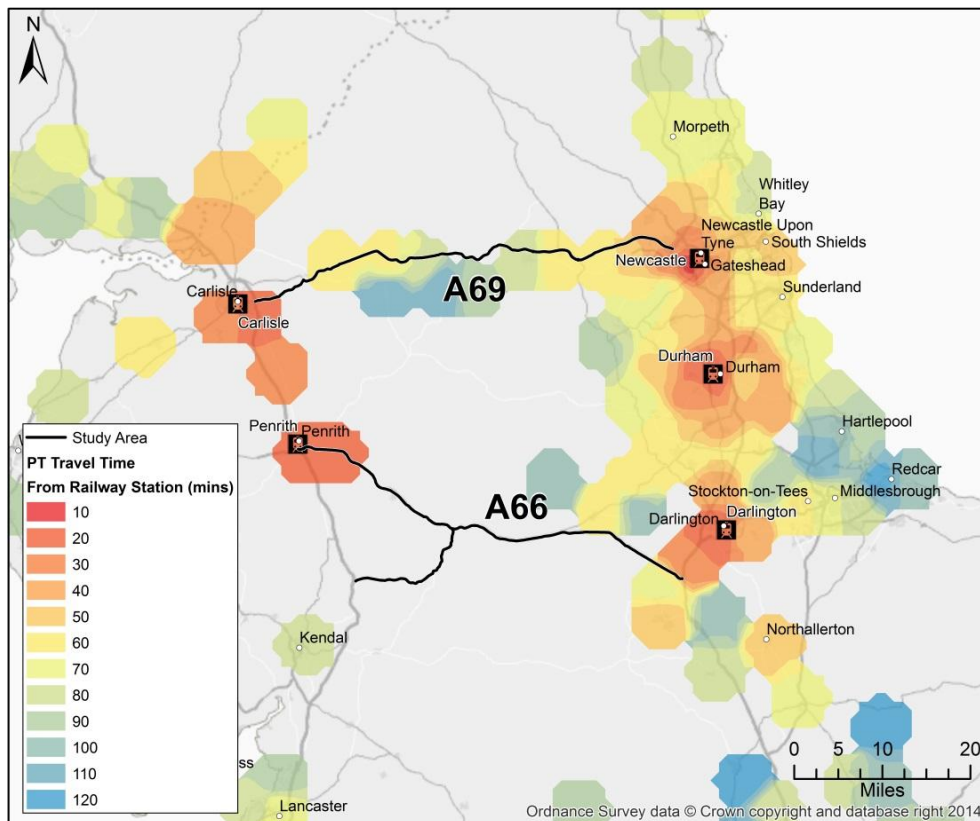 N
Morpeth
Whitley
Bay
Newcastle Upon
Tyne
South Shields
Newcastle
Gateshead
Sunderland
Carlisle
Carlisle
A69
Durham
Durham
Penrith
Penrith
Hartlepool
Redcar
Stockton-on-Tees
Middlesbrough
A66
Darlington
Darlington
Kendal
Northallerton
W
Study Area
PT Travel Time
From Railway Station (mins)
10
20
30
40
50
60
70
80
90
100
110
120
ss
Lancaster
0 5 10 20
Miles
Ordnance Survey data © Crown copyright and database right 2014